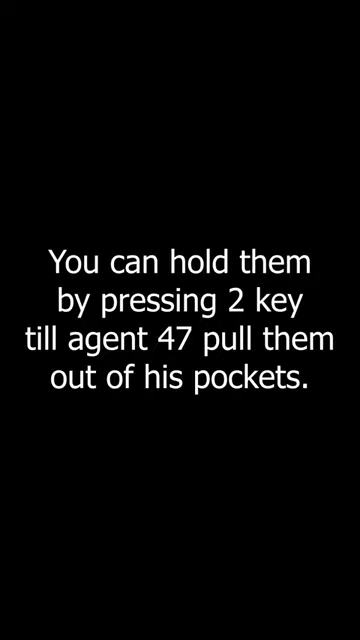 You can hold them
by pressing 2 key
till agent 47 pull them
out of his pockets.